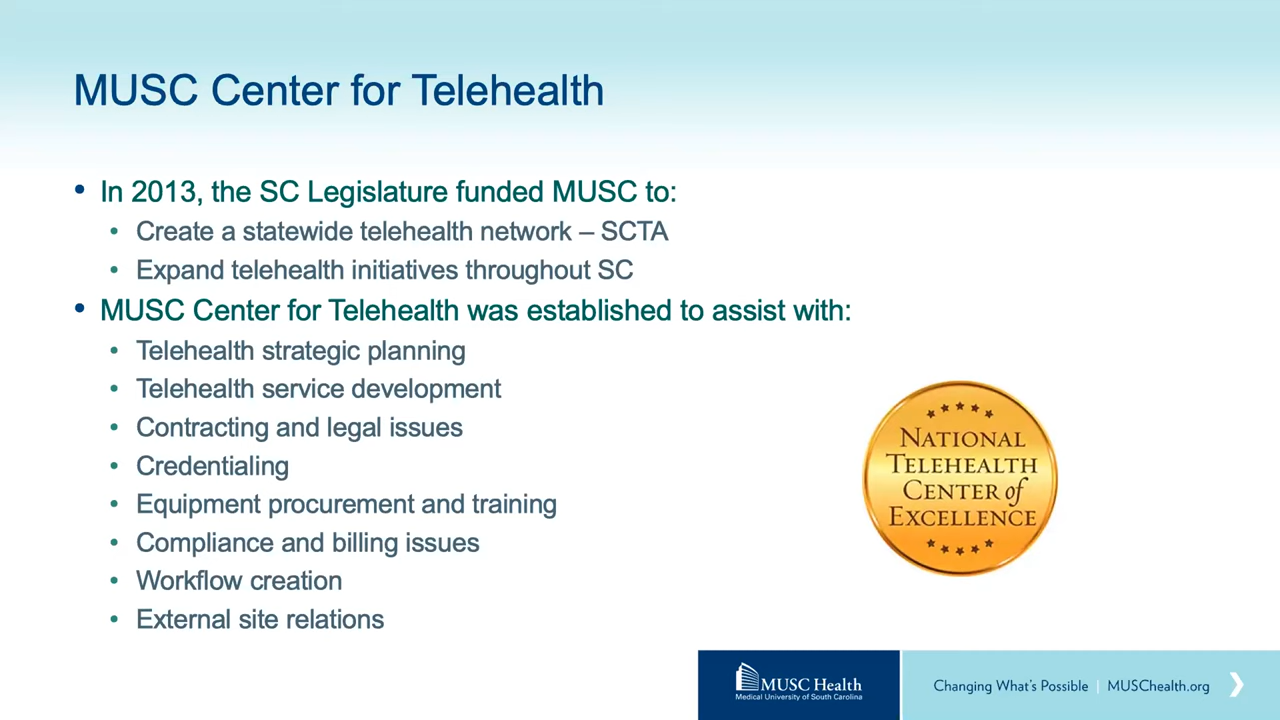 MUSC Center for Telehealth
• In 2013, the SC Legislature funded MUSC to:
• Create a statewide telehealth network – SCTA
• Expand telehealth initiatives throughout SC
• MUSC Center for Telehealth was established to assist with:
• Telehealth strategic planning
• Telehealth service development
• Contracting and legal issues
• Credentialing
• Equipment procurement and training
• Compliance and billing issues
• Workflow creation
• External site relations
NATIONAL
TELEHEALTH
CENTER of
EXCELLENCE
MUSC Health
Medical University of South Carolina
Changing What's Possible | MUSChealth.org